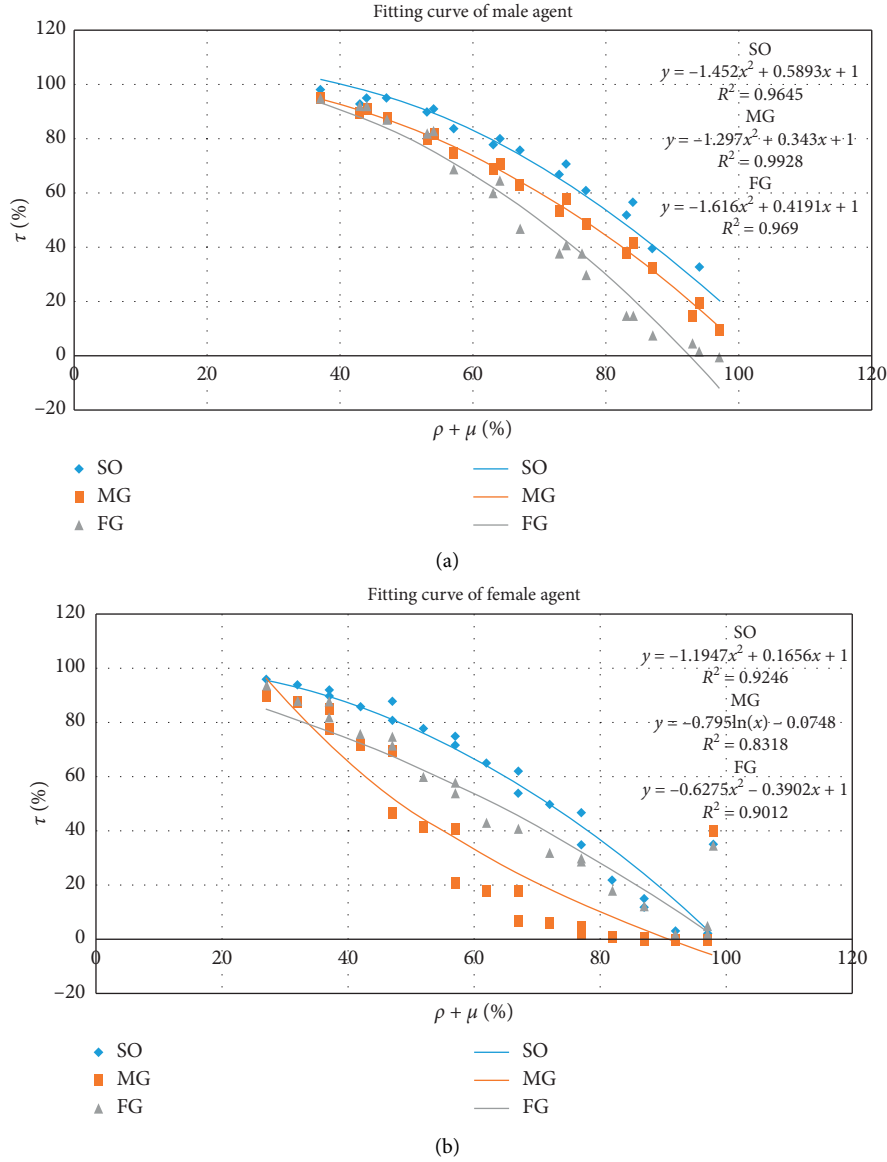 Fitting curve of male agent
120
100
80
60
40
20
0
−20
0
20
40
60
80
100
120
τ (%)
ρ + μ (%)
SO
y = −1.452x² + 0.5893x + 1
R² = 0.9645
MG
y = −1.297x² + 0.343x + 1
R² = 0.9928
FG
y = −1.616x² + 0.4191x + 1
R² = 0.969
SO
SO
MG
MG
FG
FG
(a)
Fitting curve of female agent
120
100
80
60
40
20
0
−20
0
20
40
60
80
100
120
τ (%)
ρ + μ (%)
SO
y = −1.1947x² + 0.1656x + 1
R² = 0.9246
MG
y = −0.795ln(x) − 0.0748
R² = 0.8318
FG
y = −0.6275x² − 0.3902x + 1
R² = 0.9012
SO
SO
MG
MG
FG
FG
(b)